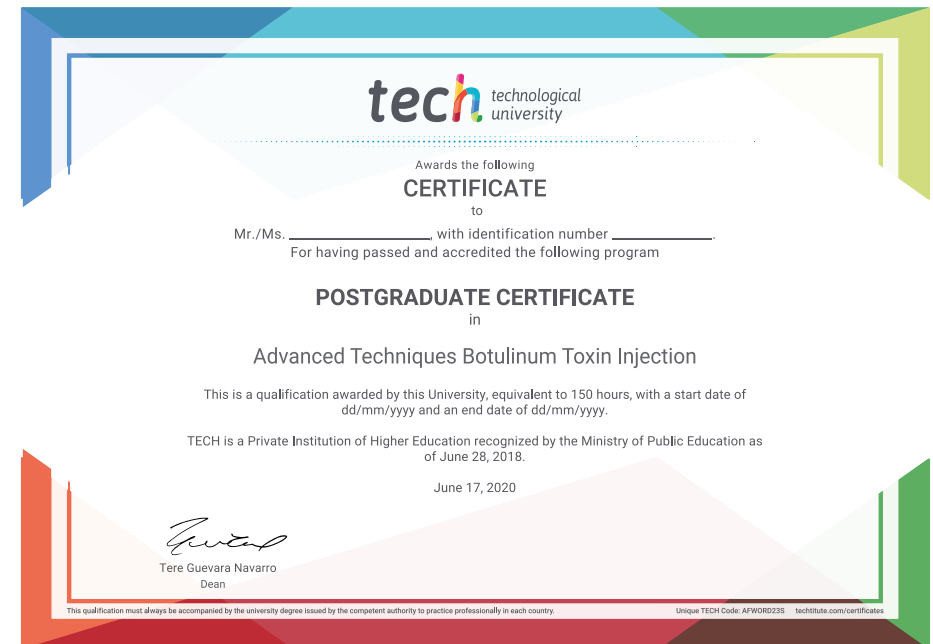 tech technological
university
Awards the following
CERTIFICATE
to
Mr./Ms. ____________________, with identification number ______________.
For having passed and accredited the following program
POSTGRADUATE CERTIFICATE
in
Advanced Techniques Botulinum Toxin Injection
This is a qualification awarded by this University, equivalent to 150 hours, with a start date of
dd/mm/yyyy and an end date of dd/mm/yyyy.
TECH is a Private Institution of Higher Education recognized by the Ministry of Public Education as
of June 28, 2018.
June 17, 2020
Tere Guevara Navarro
Dean
This qualification must always be accompanied by the university degree issued by the competent authority to practice professionally in each country.
Unique TECH Code: AFWORD23S techtitute.com/certificates